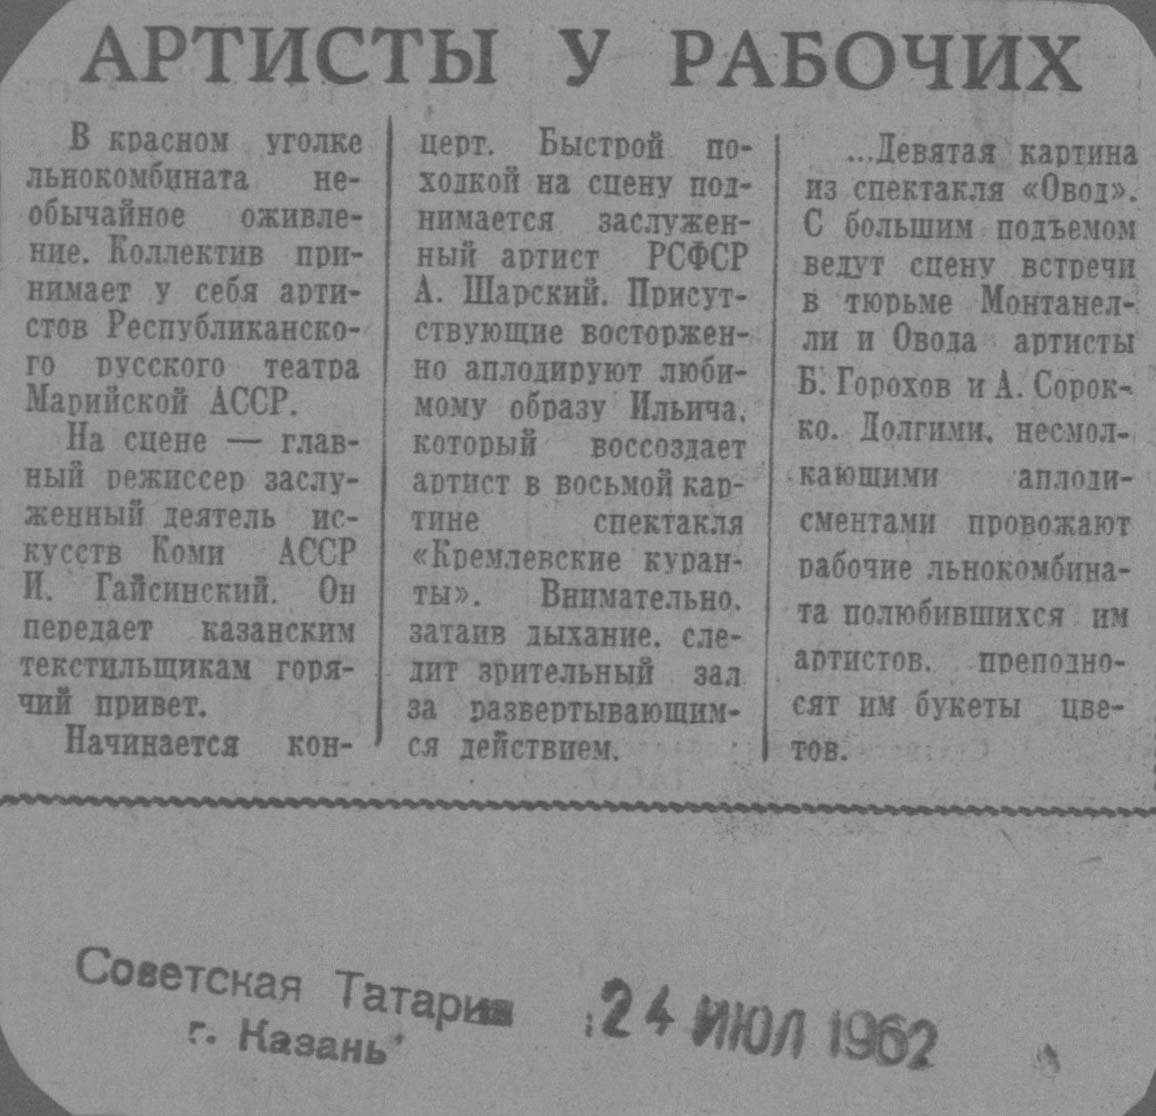 АРТИСТЫ У РАБОЧИХ
В красном уголке
льнокомбината не-
обычайное оживле-
ние. Коллектив при-
нимает у себя арти-
стов Республиканско-
го русского театра
Марийской АССР.
На сцене — глав-
ный режиссер заслу-
женный деятель ис-
кусств Коми АССР
И. Гайсинский. Он
передает казанским
текстильщикам горя-
чий привет.
Начинается кон-
церт. Быстрой по-
ходкой на сцену под-
нимается заслужен-
ный артист РСФСР
А. Шарский. Присут-
ствующие восторжен-
но аплодируют люби-
мому образу Ильича,
который воссоздает
артист в восьмой кар-
тине спектакля
«Кремлевские куран-
ты». Внимательно,
затаив дыхание, сле-
дит зрительный зал
за развертывающим-
ся действием.
...Девятая картина
из спектакля «Овод».
С большим подъемом
ведут сцену встречи
в тюрьме Монтанел-
ли и Овода артисты
Б. Горохов и А. Сорок-
ко. Долгими, несмол-
кающими аплоди-
сментами провожают
рабочие льнокомбина-
та полюбившихся им
артистов, преподно-
сят им букеты цве-
тов.
Советская Татария
г. Казань
24 ИЮЛ 1962